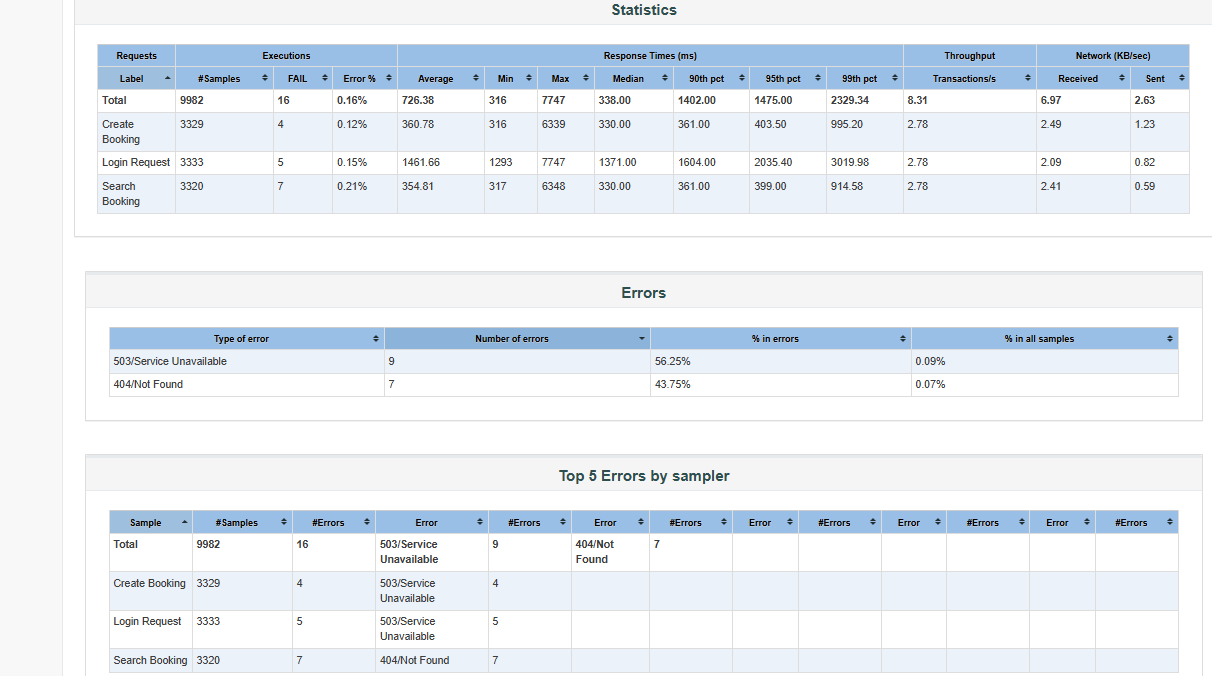 Statistics
Requests Executions Response Times (ms) Throughput Network (KB/sec)
Label #Samples FAIL Error % Average Min Max Median 90th pct 95th pct 99th pct Transactions/s Received Sent
Total 9982 16 0.16% 726.38 316 7747 338.00 1402.00 1475.00 2329.34 8.31 6.97 2.63
Create 3329 4 0.12% 360.78 316 6339 330.00 361.00 403.50 995.20 2.78 2.49 1.23
Booking
Login Request 3333 5 0.15% 1461.66 1293 7747 1371.00 1604.00 2035.40 3019.98 2.78 2.09 0.82
Search 3320 7 0.21% 354.81 317 6348 330.00 361.00 399.00 914.58 2.78 2.41 0.59
Booking
Errors
Type of error Number of errors % in errors % in all samples
503/Service Unavailable 9 56.25% 0.09%
404/Not Found 7 43.75% 0.07%
Top 5 Errors by sampler
Sample #Samples #Errors Error #Errors Error #Errors Error #Errors Error #Errors Error #Errors
Total 9982 16 503/Service 9 404/Not 7
Unavailable Found
Create Booking 3329 4 503/Service 4
Unavailable
Login Request 3333 5 503/Service 5
Unavailable
Search Booking 3320 7 404/Not Found 7